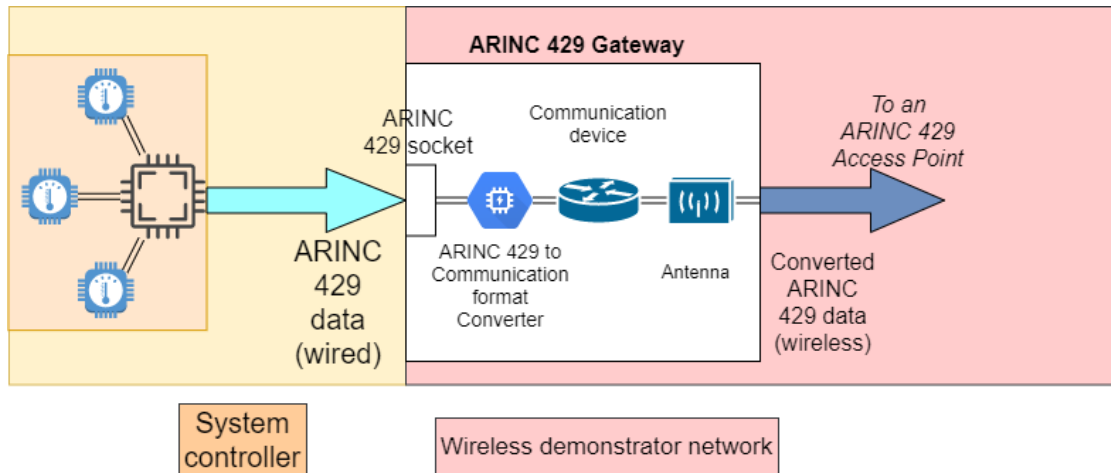 ARINC 429 Gateway
ARINC
429 socket
Communication
device
To an
ARINC 429
Access Point
ARINC
429
data
(wired)
ARINC 429 to
Communication
format
Converter
Antenna
Converted
ARINC
429 data
(wireless)
System
controller
Wireless demonstrator network